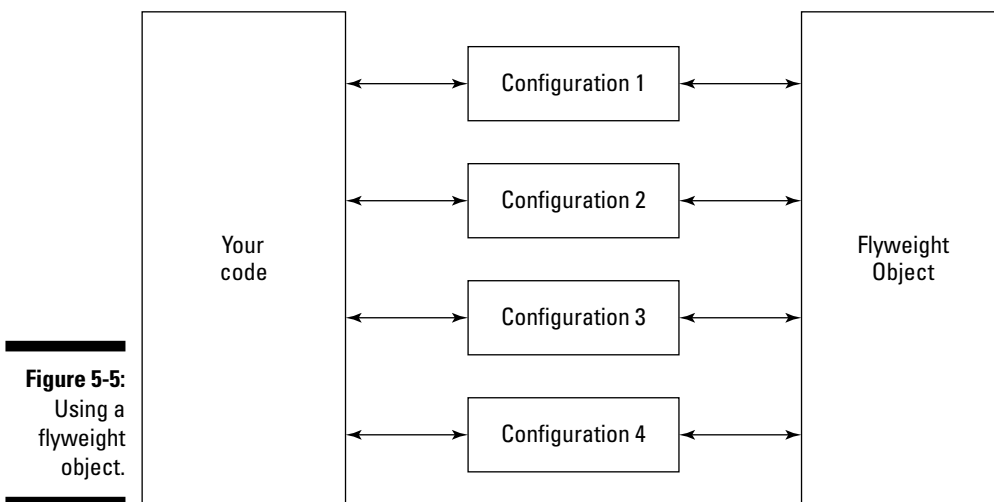 Configuration 1
Configuration 2
Your
code
Flyweight
Object
Configuration 3
Configuration 4
Figure 5-5:
Using a
flyweight
object.